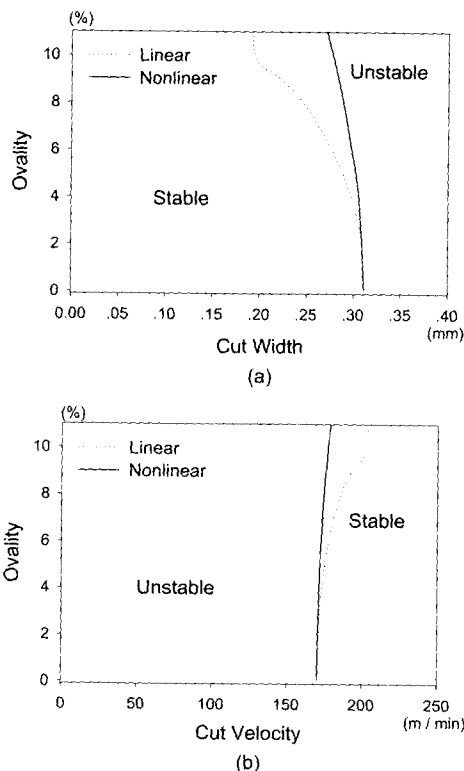 (%)
10
8
6
4
2
0
Ovality
Linear
Nonlinear
Unstable
Stable
0.00 .05 .10 .15 .20 .25 .30 .35 .40
(mm)
Cut Width
(a)
(%)
10
8
6
4
2
0
Ovality
Linear
Nonlinear
Stable
Unstable
0 50 100 150 200 250
(m / min)
Cut Velocity
(b)